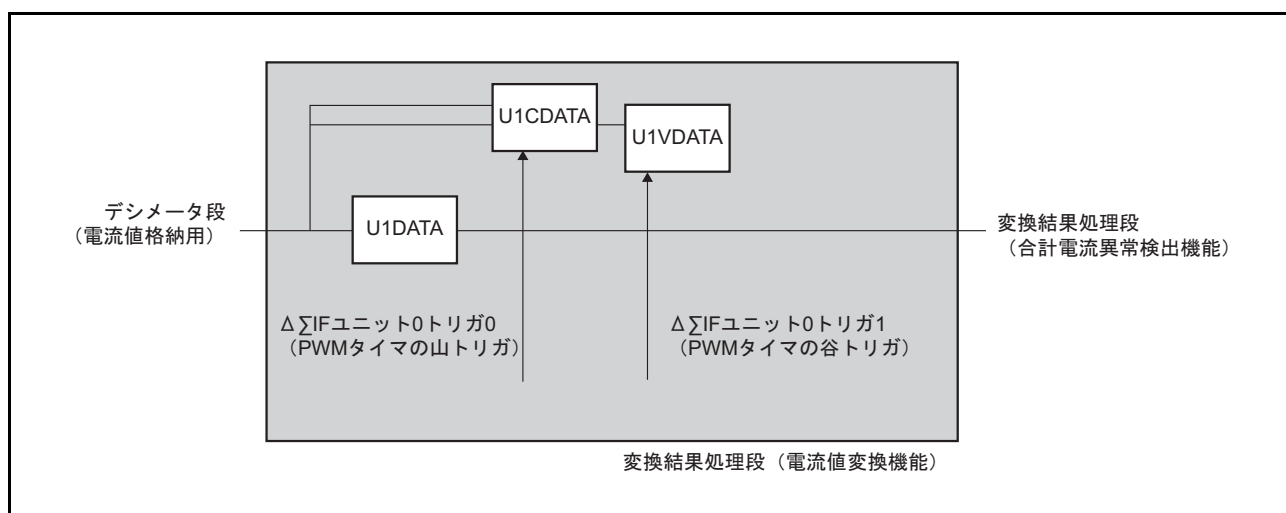 U1CDATA
U1VDATA
デシメータ段
（電流値格納用）
U1DATA
変換結果処理段
（合計電流異常検出機能）
Δ∑IFユニット0トリガ0
（PWMタイマの山トリガ）
Δ∑IFユニット0トリガ1
（PWMタイマの谷トリガ）
変換結果処理段（電流値変換機能）